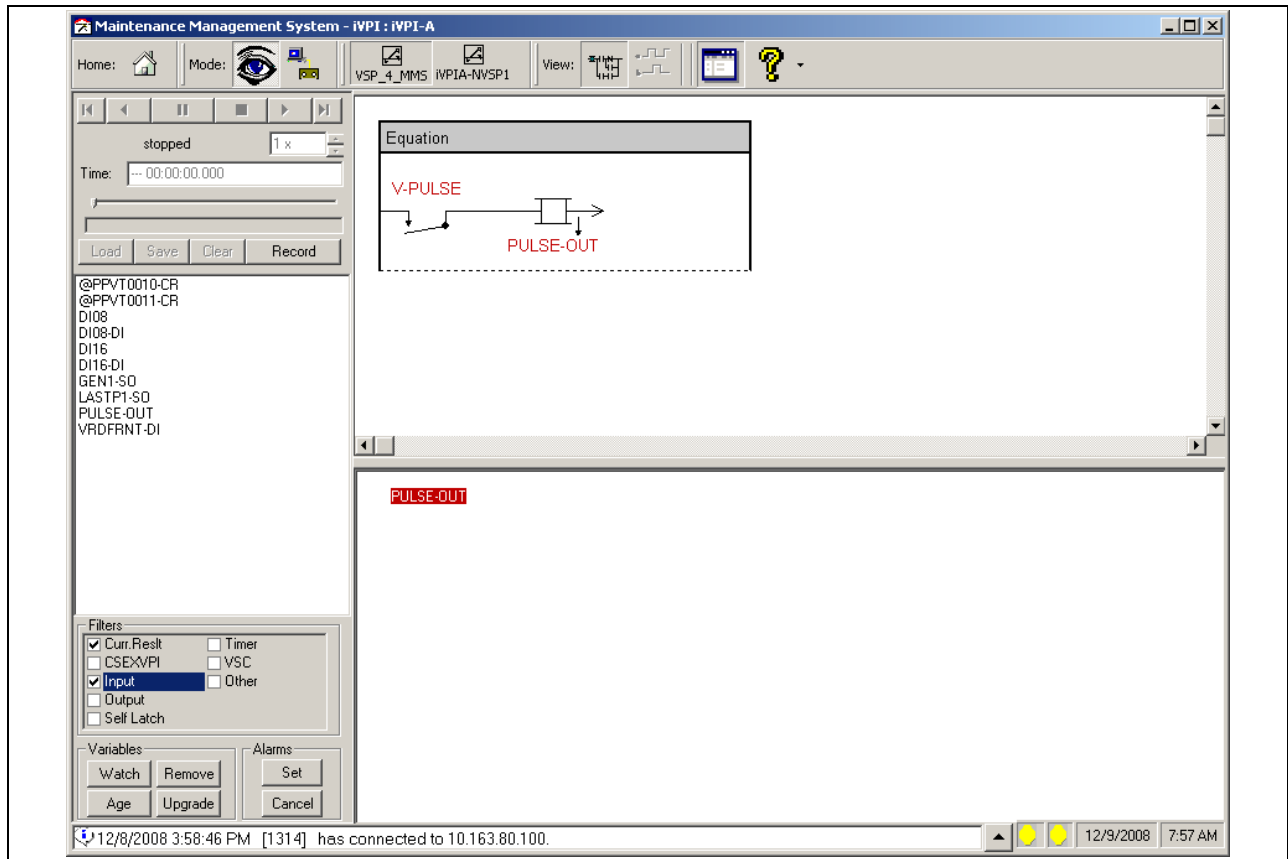 Maintenance Management System - iVPI : iVPI-A
Home:
Mode:
VSP_4_MMS
iVPIA-NVSP1
View:
stopped
1 x
Time:
--- 00:00:00.000
Load
Save
Clear
Record
@PPVT0010-CR
@PPVT0011-CR
DI08
DI08-DI
DI16
DI16-DI
GEN1-SO
LASTP1-SO
PULSE-OUT
VRDFRNT-DI
Equation
V-PULSE
PULSE-OUT
PULSE-OUT
Filters
Curr.Reslt
Timer
CSEXVPI
VSC
Input
Other
Output
Self Latch
Variables
Alarms
Watch
Remove
Set
Age
Upgrade
Cancel
12/8/2008 3:58:46 PM [1314] has connected to 10.163.80.100.
12/9/2008
7:57 AM